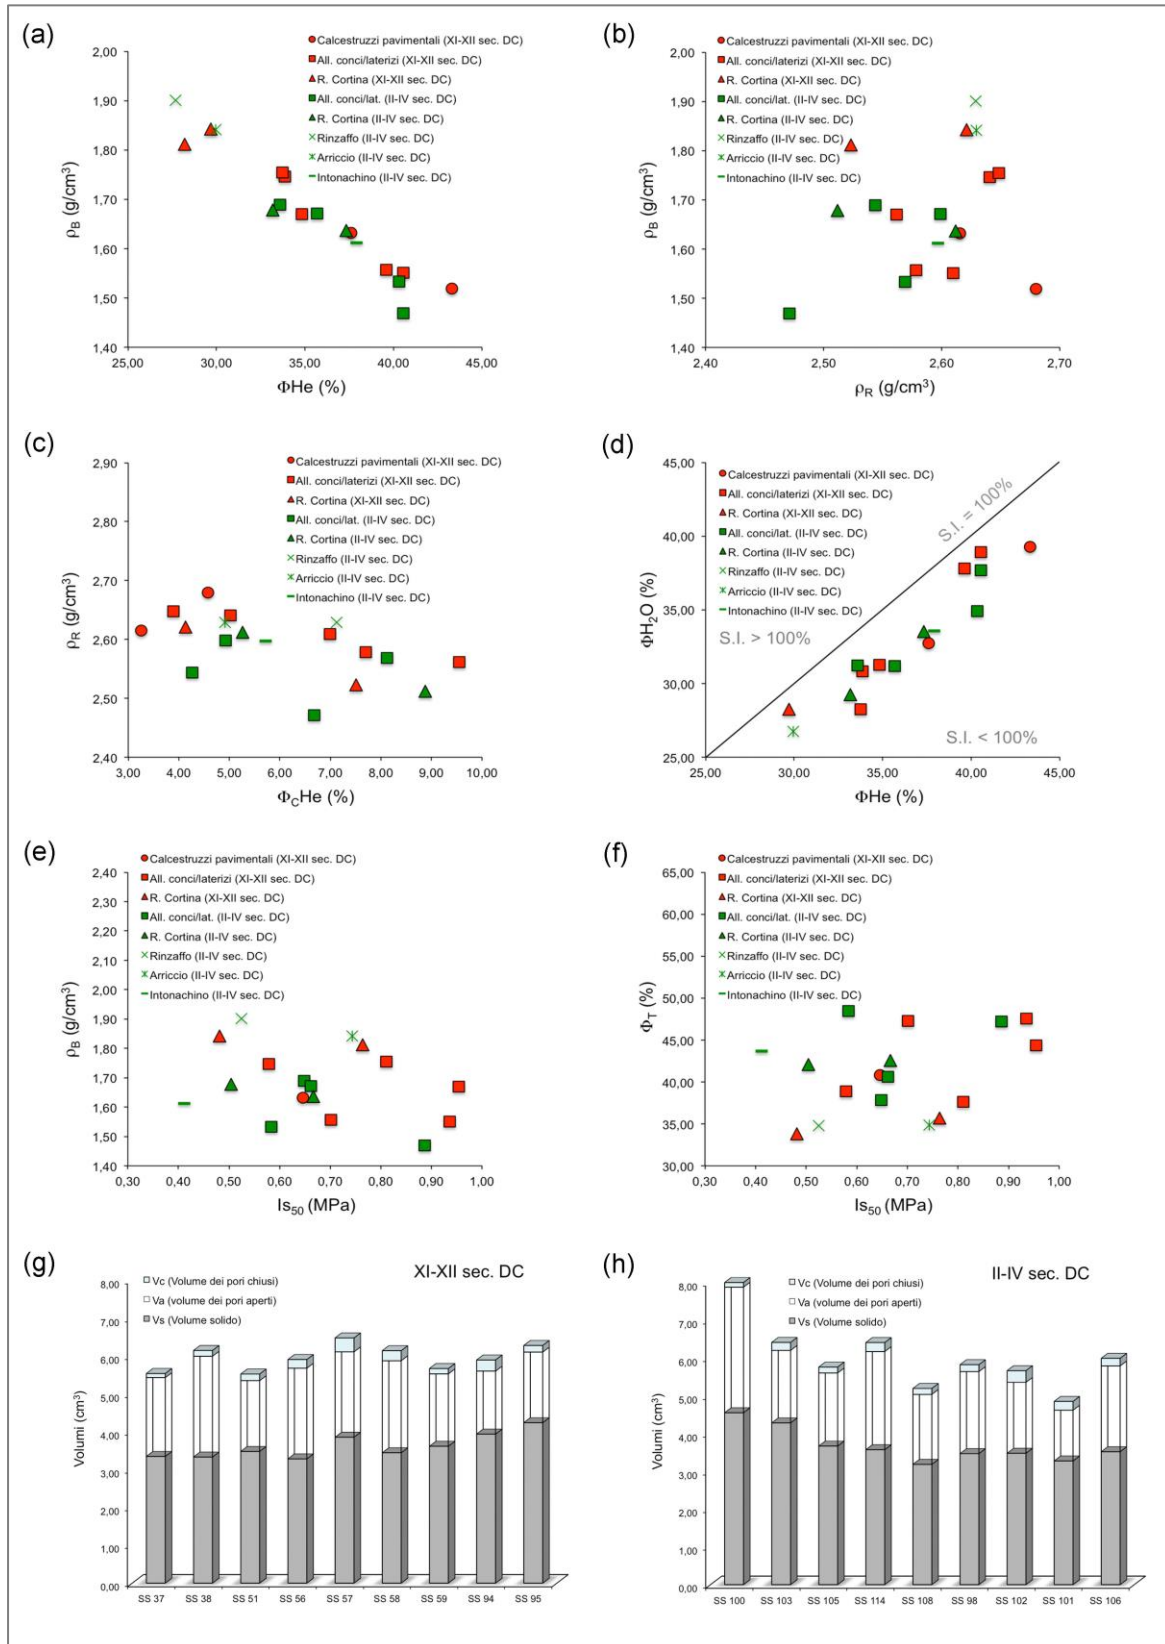 (a)
2,00
1,90
1,80
1,70
1,60
1,50
1,40
ρB (g/cm³)
25,00 30,00 35,00 40,00 45,00
ΦHe (%)
Calcestruzzi pavimentali (XI-XII sec. DC)
All. conci/laterizi (XI-XII sec. DC)
R. Cortina (XI-XII sec. DC)
All. conci/lat. (II-IV sec. DC)
R. Cortina (II-IV sec. DC)
Rinzaffo (II-IV sec. DC)
Arriccio (II-IV sec. DC)
Intonachino (II-IV sec. DC)
(b)
2,00
1,90
1,80
1,70
1,60
1,50
1,40
ρB (g/cm³)
2,40 2,50 2,60 2,70
ρR (g/cm³)
Calcestruzzi pavimentali (XI-XII sec. DC)
All. conci/laterizi (XI-XII sec. DC)
R. Cortina (XI-XII sec. DC)
All. conci/lat. (II-IV sec. DC)
R. Cortina (II-IV sec. DC)
Rinzaffo (II-IV sec. DC)
Arriccio (II-IV sec. DC)
Intonachino (II-IV sec. DC)
(c)
2,90
2,80
2,70
2,60
2,50
2,40
ρR (g/cm³)
3,00 4,00 5,00 6,00 7,00 8,00 9,00 10,00
ΦCHe (%)
Calcestruzzi pavimentali (XI-XII sec. DC)
All. conci/laterizi (XI-XII sec. DC)
R. Cortina (XI-XII sec. DC)
All. conci/lat. (II-IV sec. DC)
R. Cortina (II-IV sec. DC)
Rinzaffo (II-IV sec. DC)
Arriccio (II-IV sec. DC)
Intonachino (II-IV sec. DC)
(d)
45,00
40,00
35,00
30,00
25,00
ΦH₂O (%)
25,00 30,00 35,00 40,00 45,00
ΦHe (%)
Calcestruzzi pavimentali (XI-XII sec. DC)
All. conci/laterizi (XI-XII sec. DC)
R. Cortina (XI-XII sec. DC)
All. conci/lat. (II-IV sec. DC)
R. Cortina (II-IV sec. DC)
Rinzaffo (II-IV sec. DC)
Arriccio (II-IV sec. DC)
Intonachino (II-IV sec. DC)
S.I. = 100%
S.I. > 100%
S.I. < 100%
(e)
2,40
2,30
2,20
2,10
2,00
1,90
1,80
1,70
1,60
1,50
1,40
ρB (g/cm³)
0,30 0,40 0,50 0,60 0,70 0,80 0,90 1,00
Is₅₀ (MPa)
Calcestruzzi pavimentali (XI-XII sec. DC)
All. conci/laterizi (XI-XII sec. DC)
R. Cortina (XI-XII sec. DC)
All. conci/lat. (II-IV sec. DC)
R. Cortina (II-IV sec. DC)
Rinzaffo (II-IV sec. DC)
Arriccio (II-IV sec. DC)
Intonachino (II-IV sec. DC)
(f)
65,00
60,00
55,00
50,00
45,00
40,00
35,00
30,00
ΦT (%)
0,30 0,40 0,50 0,60 0,70 0,80 0,90 1,00
Is₅₀ (MPa)
Calcestruzzi pavimentali (XI-XII sec. DC)
All. conci/laterizi (XI-XII sec. DC)
R. Cortina (XI-XII sec. DC)
All. conci/lat. (II-IV sec. DC)
R. Cortina (II-IV sec. DC)
Rinzaffo (II-IV sec. DC)
Arriccio (II-IV sec. DC)
Intonachino (II-IV sec. DC)
(g)
XI-XII sec. DC
Vc (Volume dei pori chiusi)
Va (volume dei pori aperti)
Vs (Volume solido)
8,00
7,00
6,00
5,00
4,00
3,00
2,00
1,00
0,00
Volumi (cm³)
SS 37 SS 38 SS 51 SS 56 SS 57 SS 58 SS 59 SS 94 SS 95
(h)
II-IV sec. DC
Vc (Volume dei pori chiusi)
Va (volume dei pori aperti)
Vs (Volume solido)
8,00
7,00
6,00
5,00
4,00
3,00
2,00
1,00
0,00
Volumi (cm³)
SS 100 SS 103 SS 105 SS 114 SS 108 SS 98 SS 102 SS 101 SS 106